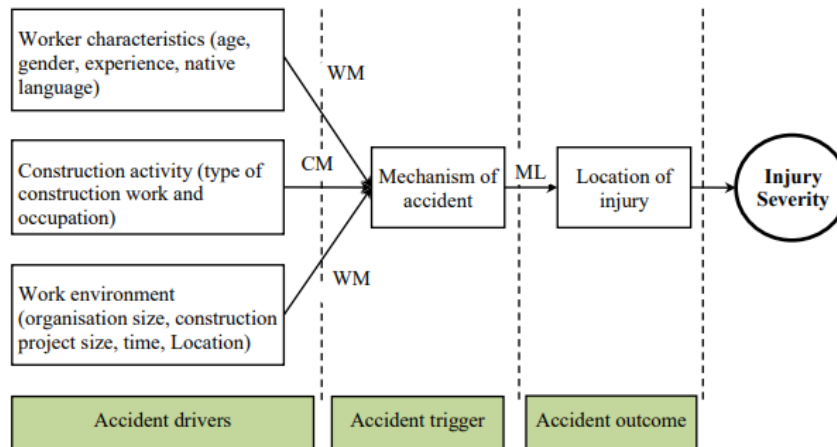 Worker characteristics (age,
gender, experience, native
language)
WM
Construction activity (type of
construction work and
occupation)
CM
Mechanism of
accident
ML
Location of
injury
Injury
Severity
Work environment
(organisation size, construction
project size, time, Location)
WM
Accident drivers
Accident trigger
Accident outcome